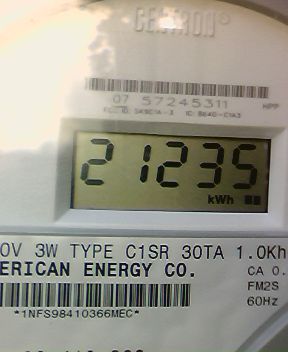 CENTRON®
07 57245311
HPP
21235
kWh
0V 3W TYPE C1SR 30TA 1.0Kh
ERICAN ENERGY CO.
CA 0.
FM2S
60Hz
*1NFS98410366MEC*